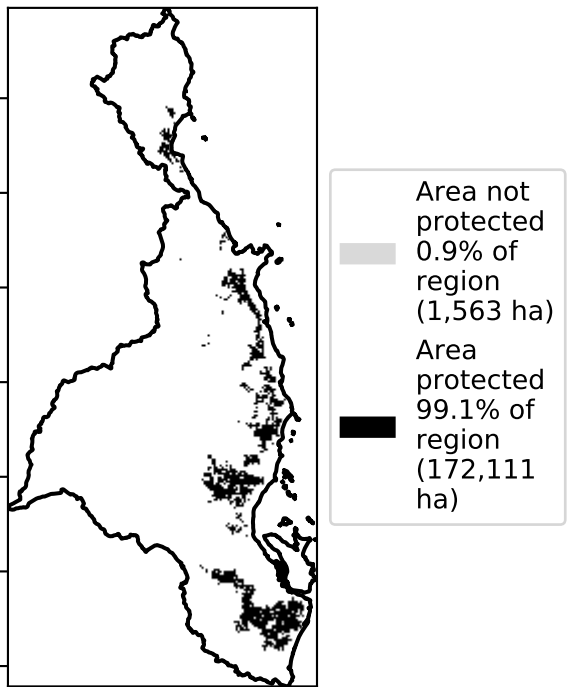 Area not
protected
0.9% of
region
(1,563 ha)
Area
protected
99.1% of
region
(172,111
ha)